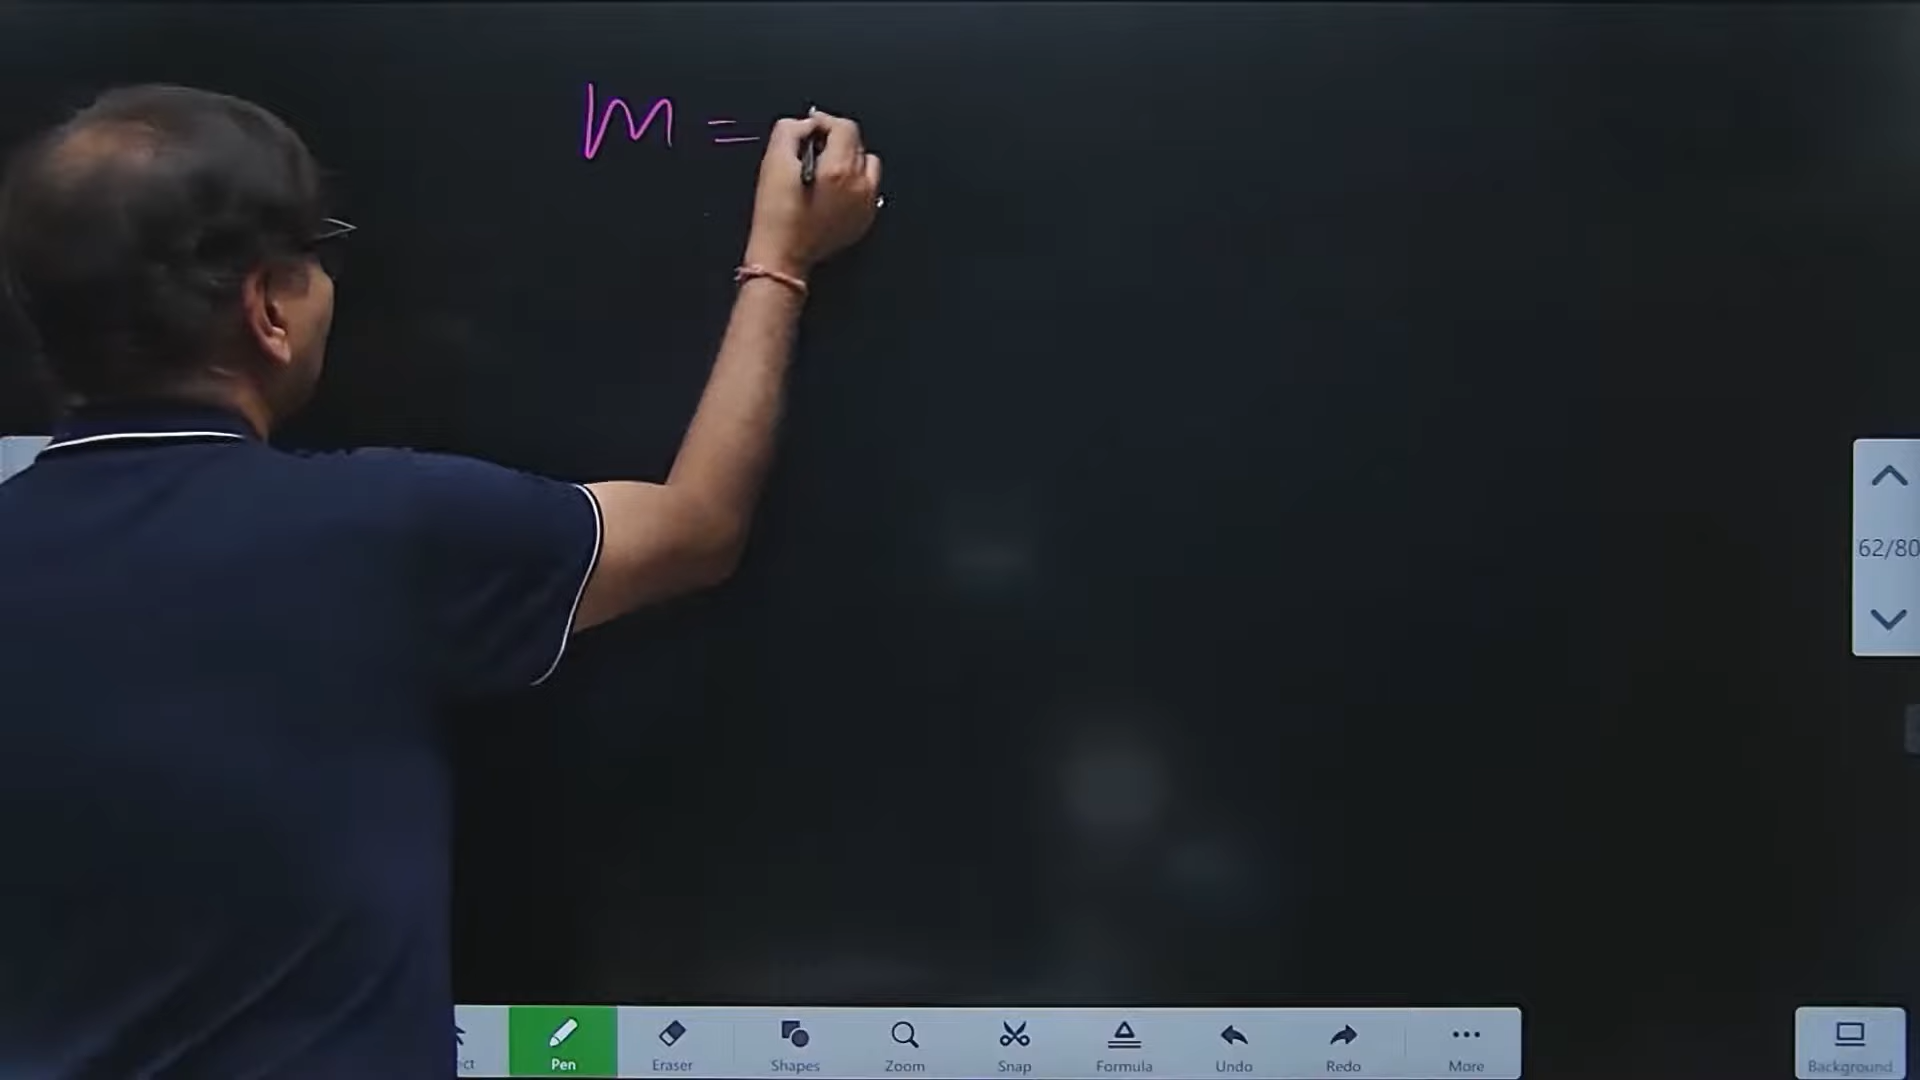 m =
62/80
Pen
Eraser
Shapes
Zoom
Snap
Formula
Undo
Redo
More
Background